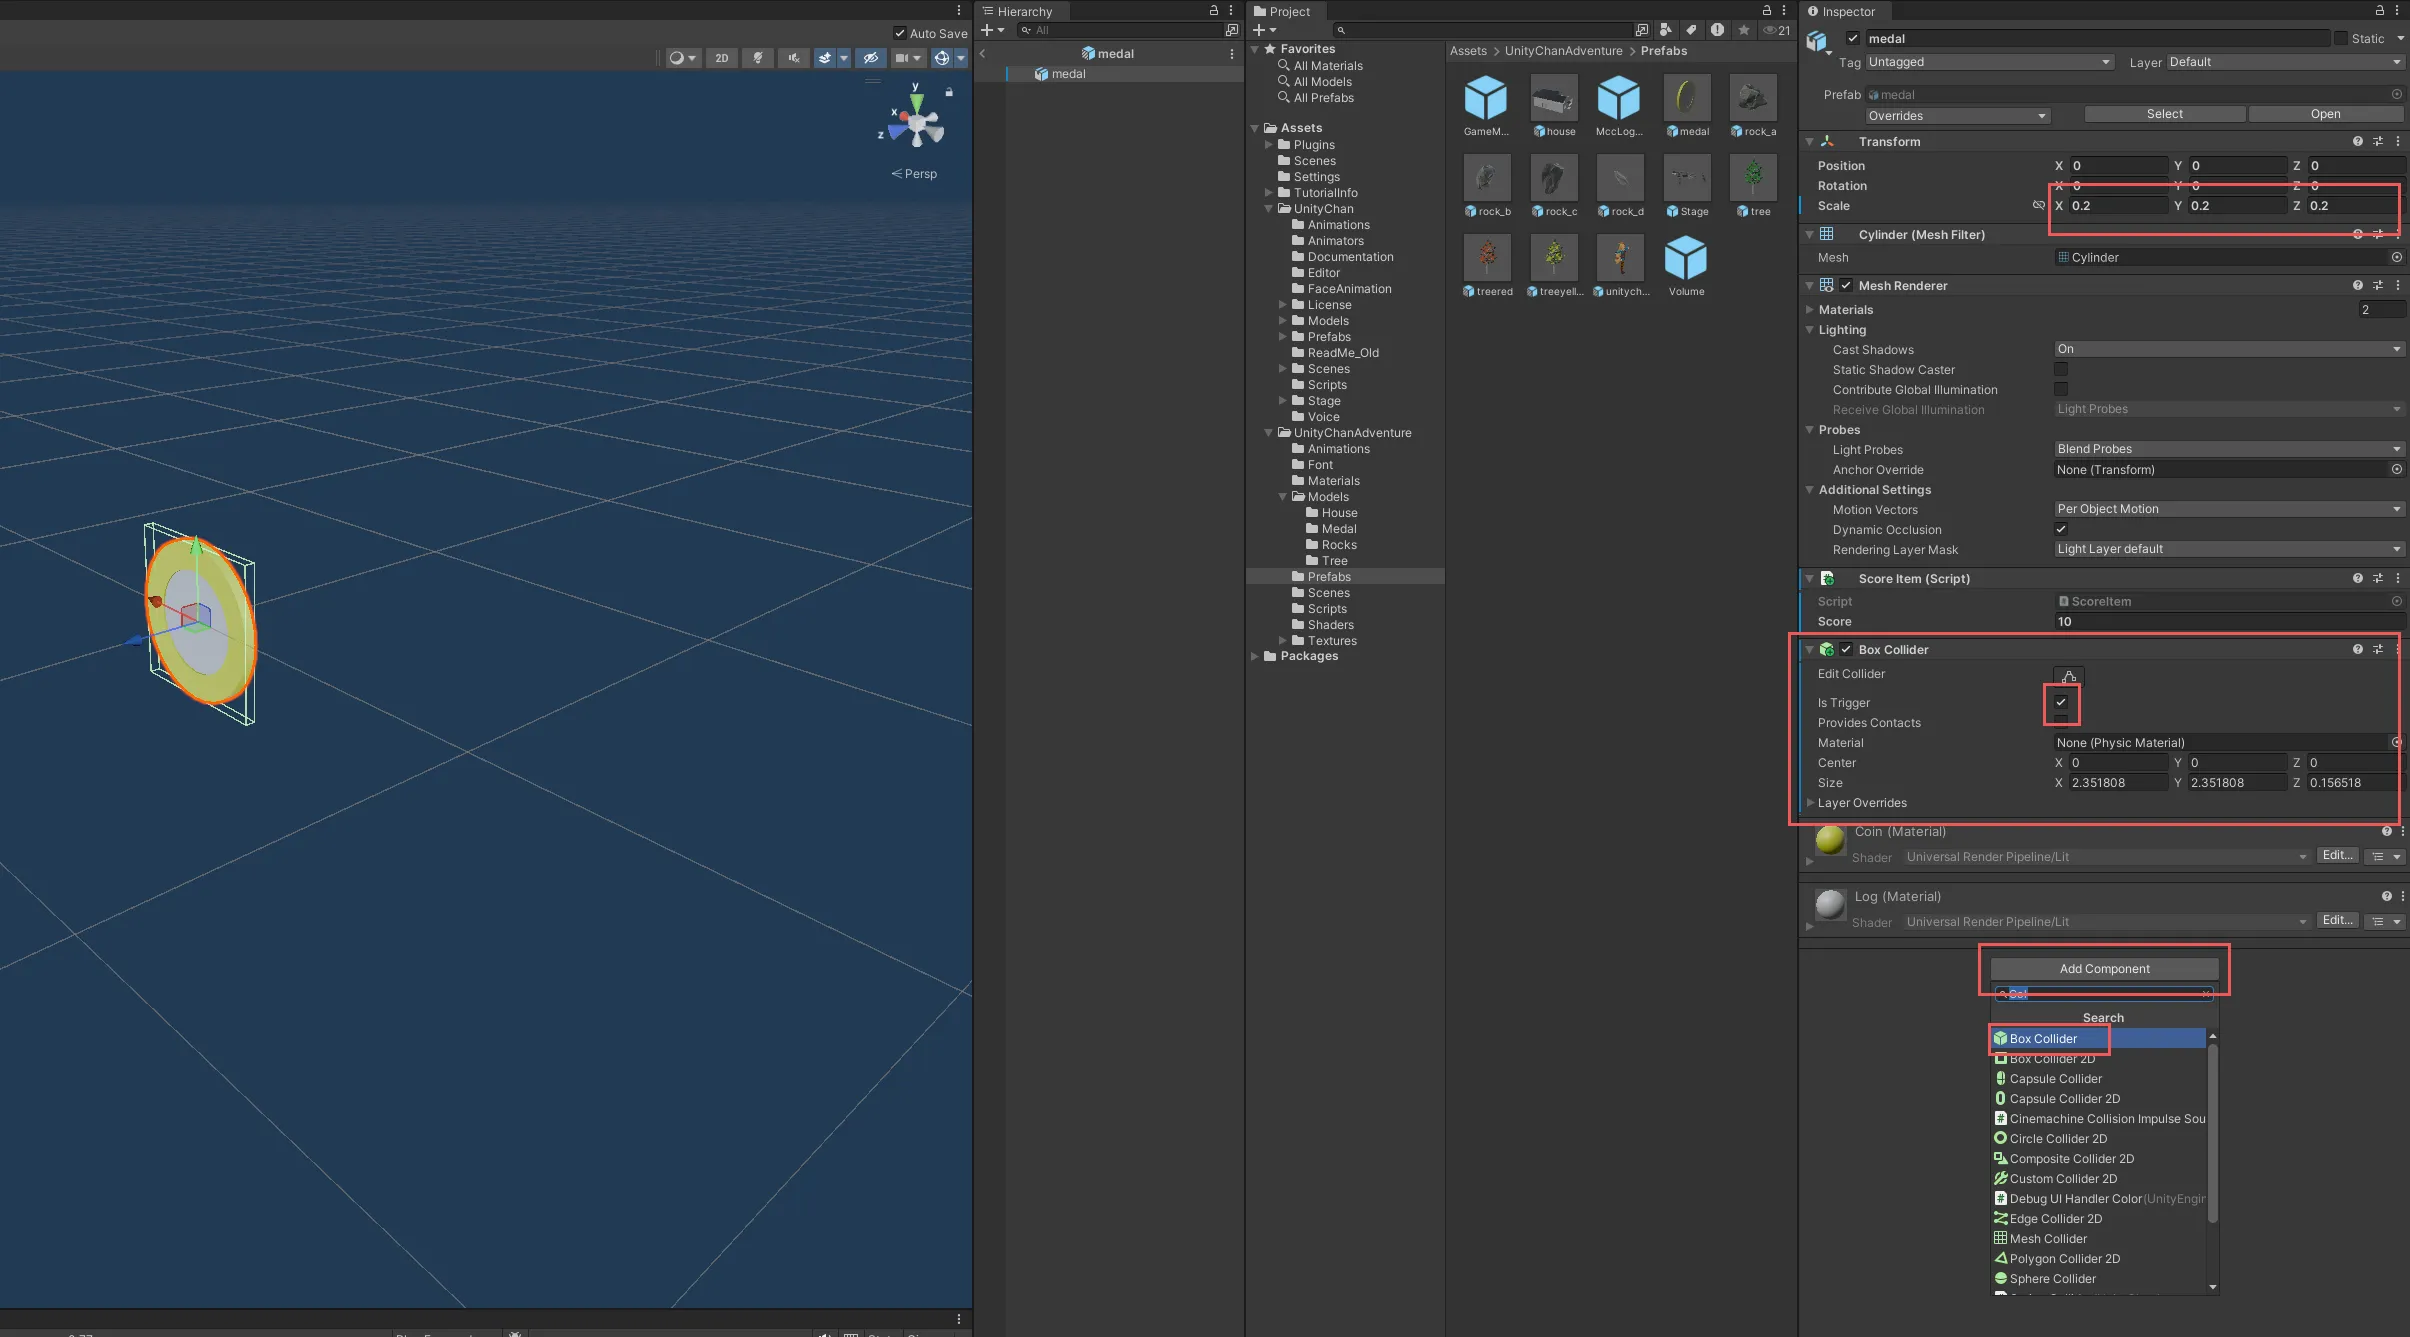 Auto Save
2D
y
x
z
Persp
Hierarchy
All
medal
medal
Project
21
Favorites
All Materials
All Models
All Prefabs
Assets
Plugins
Scenes
Settings
TutorialInfo
UnityChan
Animations
Animators
Documentation
Editor
FaceAnimation
License
Models
Prefabs
ReadMe_Old
Scenes
Scripts
Stage
Voice
UnityChanAdventure
Animations
Font
Materials
Models
House
Medal
Rocks
Tree
Prefabs
Scenes
Scripts
Shaders
Textures
Packages
Assets > UnityChanAdventure > Prefabs
GameM...
house
MccLog...
medal
rock_a
rock_b
rock_c
rock_d
Stage
tree
treered
treeyell...
unitych...
Volume
Inspector
medal
Static
Tag Untagged
Layer Default
Prefab medal
Overrides
Select
Open
Transform
Position X 0 Y 0 Z 0
Rotation X 0 Y 0 Z 0
Scale X 0.2 Y 0.2 Z 0.2
Cylinder (Mesh Filter)
Mesh Cylinder
Mesh Renderer
Materials 2
Lighting
Cast Shadows On
Static Shadow Caster
Contribute Global Illumination
Receive Global Illumination Light Probes
Probes
Light Probes Blend Probes
Anchor Override None (Transform)
Additional Settings
Motion Vectors Per Object Motion
Dynamic Occlusion
Rendering Layer Mask Light Layer default
Score Item (Script)
Script ScoreItem
Score 10
Box Collider
Edit Collider
Is Trigger
Provides Contacts
Material None (Physic Material)
Center X 0 Y 0 Z 0
Size X 2.351808 Y 2.351808 Z 0.156518
Layer Overrides
Coin (Material)
Shader Universal Render Pipeline/Lit Edit...
Log (Material)
Shader Universal Render Pipeline/Lit Edit...
Add Component
Search
Box Collider
Box Collider 2D
Capsule Collider
Capsule Collider 2D
Cinemachine Collision Impulse Sou
Circle Collider 2D
Composite Collider 2D
Custom Collider 2D
Debug UI Handler Color (UnityEngin
Edge Collider 2D
Mesh Collider
Polygon Collider 2D
Sphere Collider